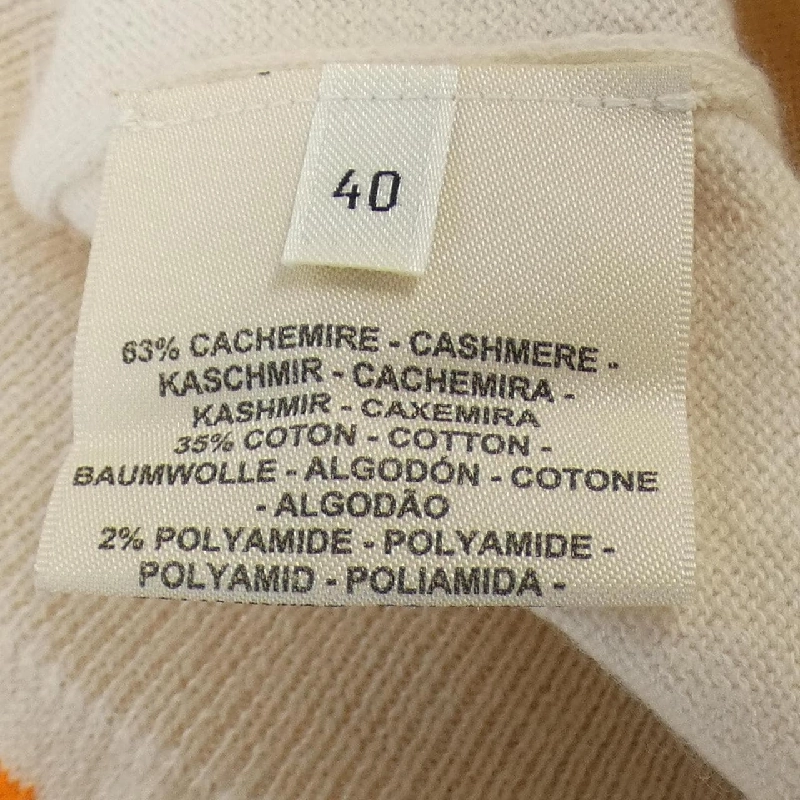 40
63% CACHEMIRE - CASHMERE -
KASCHMIR - CACHEMIRA -
KASHMIR - CAXEMIRA
35% COTON - COTTON -
BAUMWOLLE - ALGODÓN - COTONE
- ALGODÃO
2% POLYAMIDE - POLYAMIDE -
POLYAMID - POLIAMIDA -